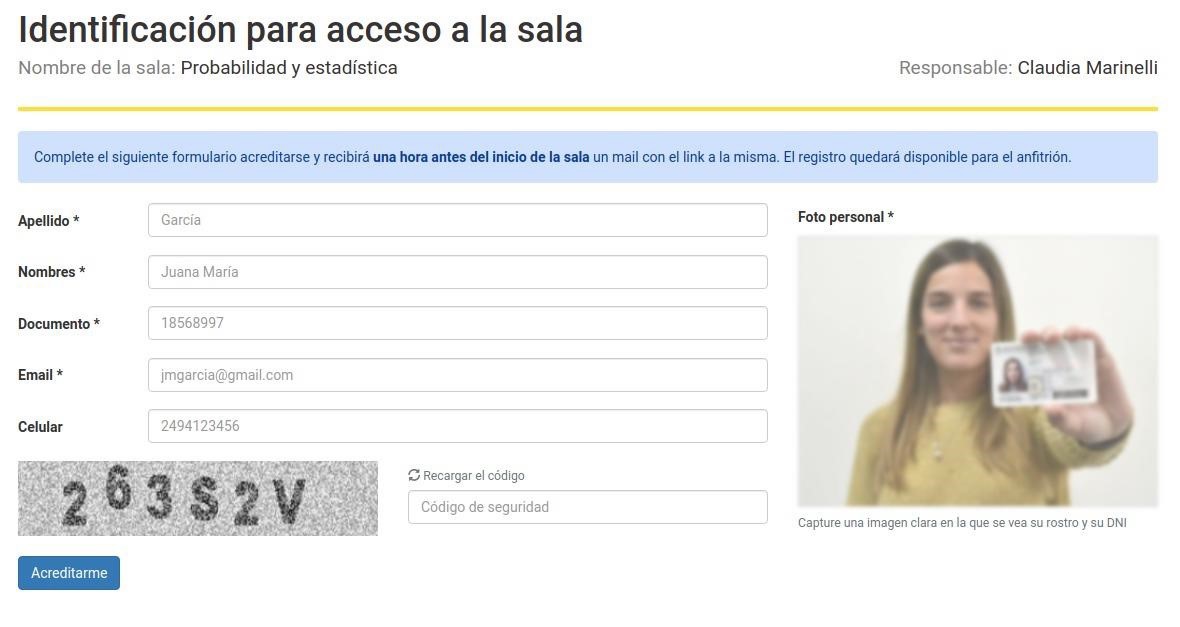 Identificación para acceso a la sala
Nombre de la sala: Probabilidad y estadística
Responsable: Claudia Marinelli
Complete el siguiente formulario acreditarse y recibirá una hora antes del inicio de la sala un mail con el link a la misma. El registro quedará disponible para el anfitrión.
Apellido *
García
Nombres *
Juana María
Documento *
18568997
Email *
jmgarcia@gmail.com
Celular
2494123456
263S2V
Recargar el código
Código de seguridad
Acreditarme
Foto personal *
Capture una imagen clara en la que se vea su rostro y su DNI